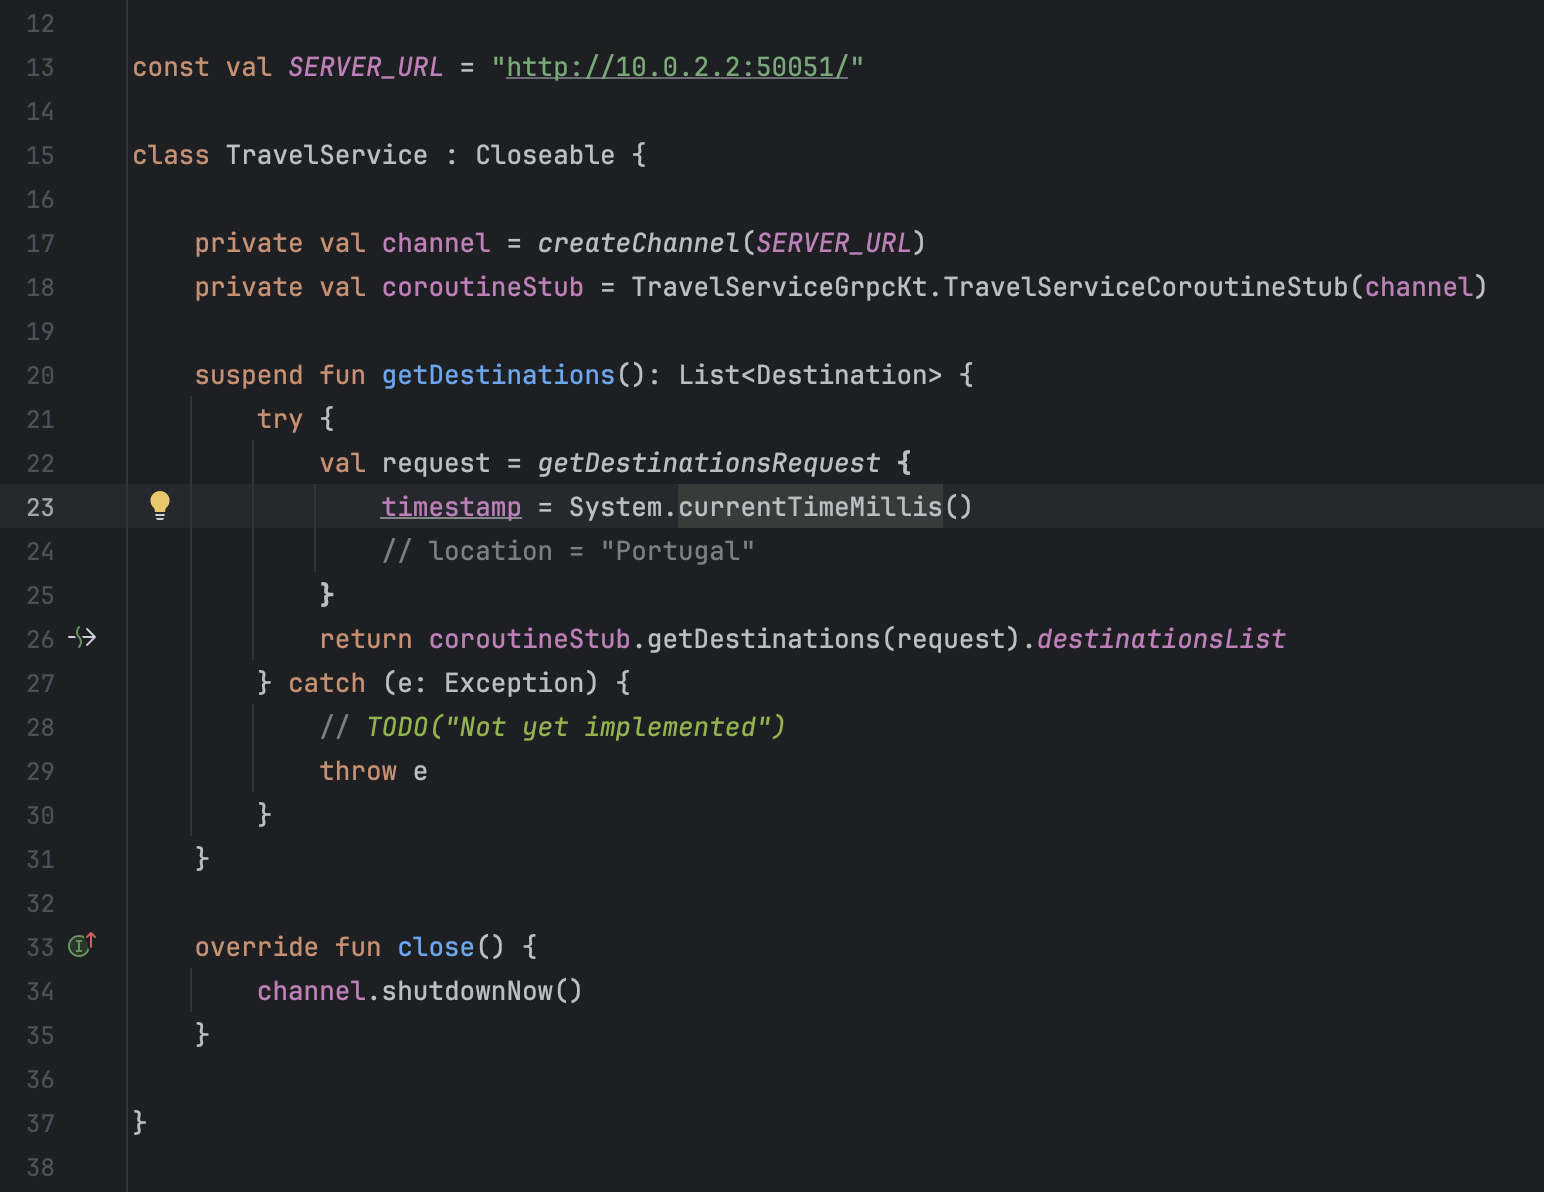 12
13 const val SERVER_URL = "http://10.0.2.2:50051/"
14
15 class TravelService : Closeable {
16
17     private val channel = createChannel(SERVER_URL)
18     private val coroutineStub = TravelServiceGrpcKt.TravelServiceCoroutineStub(channel)
19
20     suspend fun getDestinations(): List<Destination> {
21         try {
22             val request = getDestinationsRequest {
23                 timestamp = System.currentTimeMillis()
24                 // location = "Portugal"
25             }
26             return coroutineStub.getDestinations(request).destinationsList
27         } catch (e: Exception) {
28             // TODO("Not yet implemented")
29             throw e
30         }
31     }
32
33     override fun close() {
34         channel.shutdownNow()
35     }
36
37 }
38